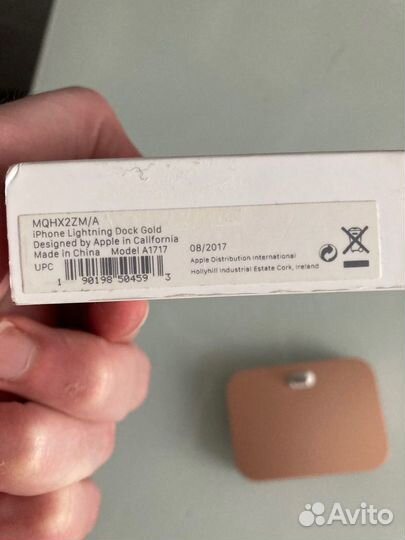 MQHX2ZM/A
iPhone Lightning Dock Gold
Designed by Apple in California
Made in China Model A1717 08/2017
UPC
1 90198 50459 3
Apple Distribution International
Hollyhill Industrial Estate Cork, Ireland
Avito